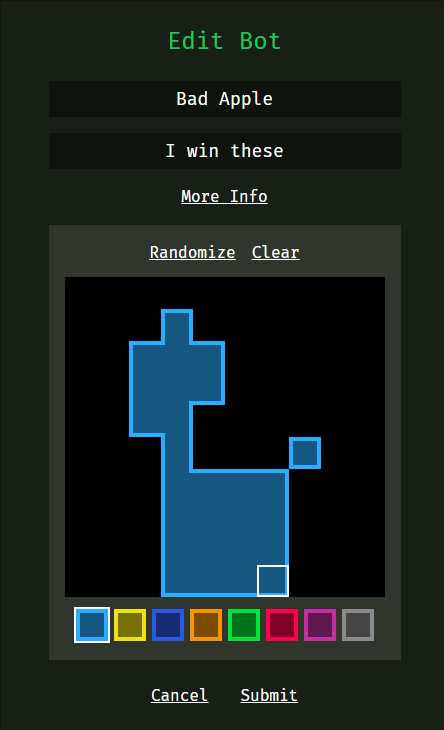 Edit Bot
Bad Apple
I win these
More Info
Randomize Clear
Cancel Submit